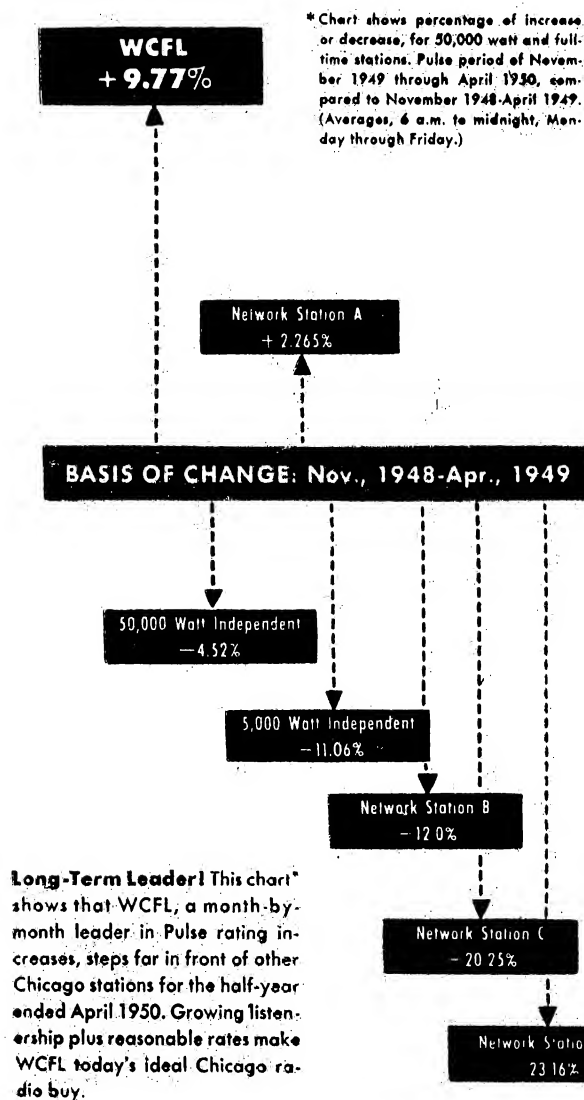 WCFL
+ 9.77%
* Chart shows percentage of increase
or decrease, for 50,000 watt and full-
time stations. Pulse period of Novem-
ber 1949 through April 1950, com-
pared to November 1948-April 1949.
(Averages, 6 a.m. to midnight, Mon-
day through Friday.)
Network Station A
+ 2.265%
BASIS OF CHANGE: Nov., 1948-Apr., 1949
50,000 Watt Independent
—4.52%
5,000 Watt Independent
—11.06%
Network Station B
— 12.0%
Network Station C
— 20.25%
Network Statio
23.16%
Long-Term Leader! This chart*
shows that WCFL, a month-by-
month leader in Pulse rating in-
creases, steps far in front of other
Chicago stations for the half-year
ended April 1950. Growing listen-
ership plus reasonable rates make
WCFL today's ideal Chicago ra-
dio buy.